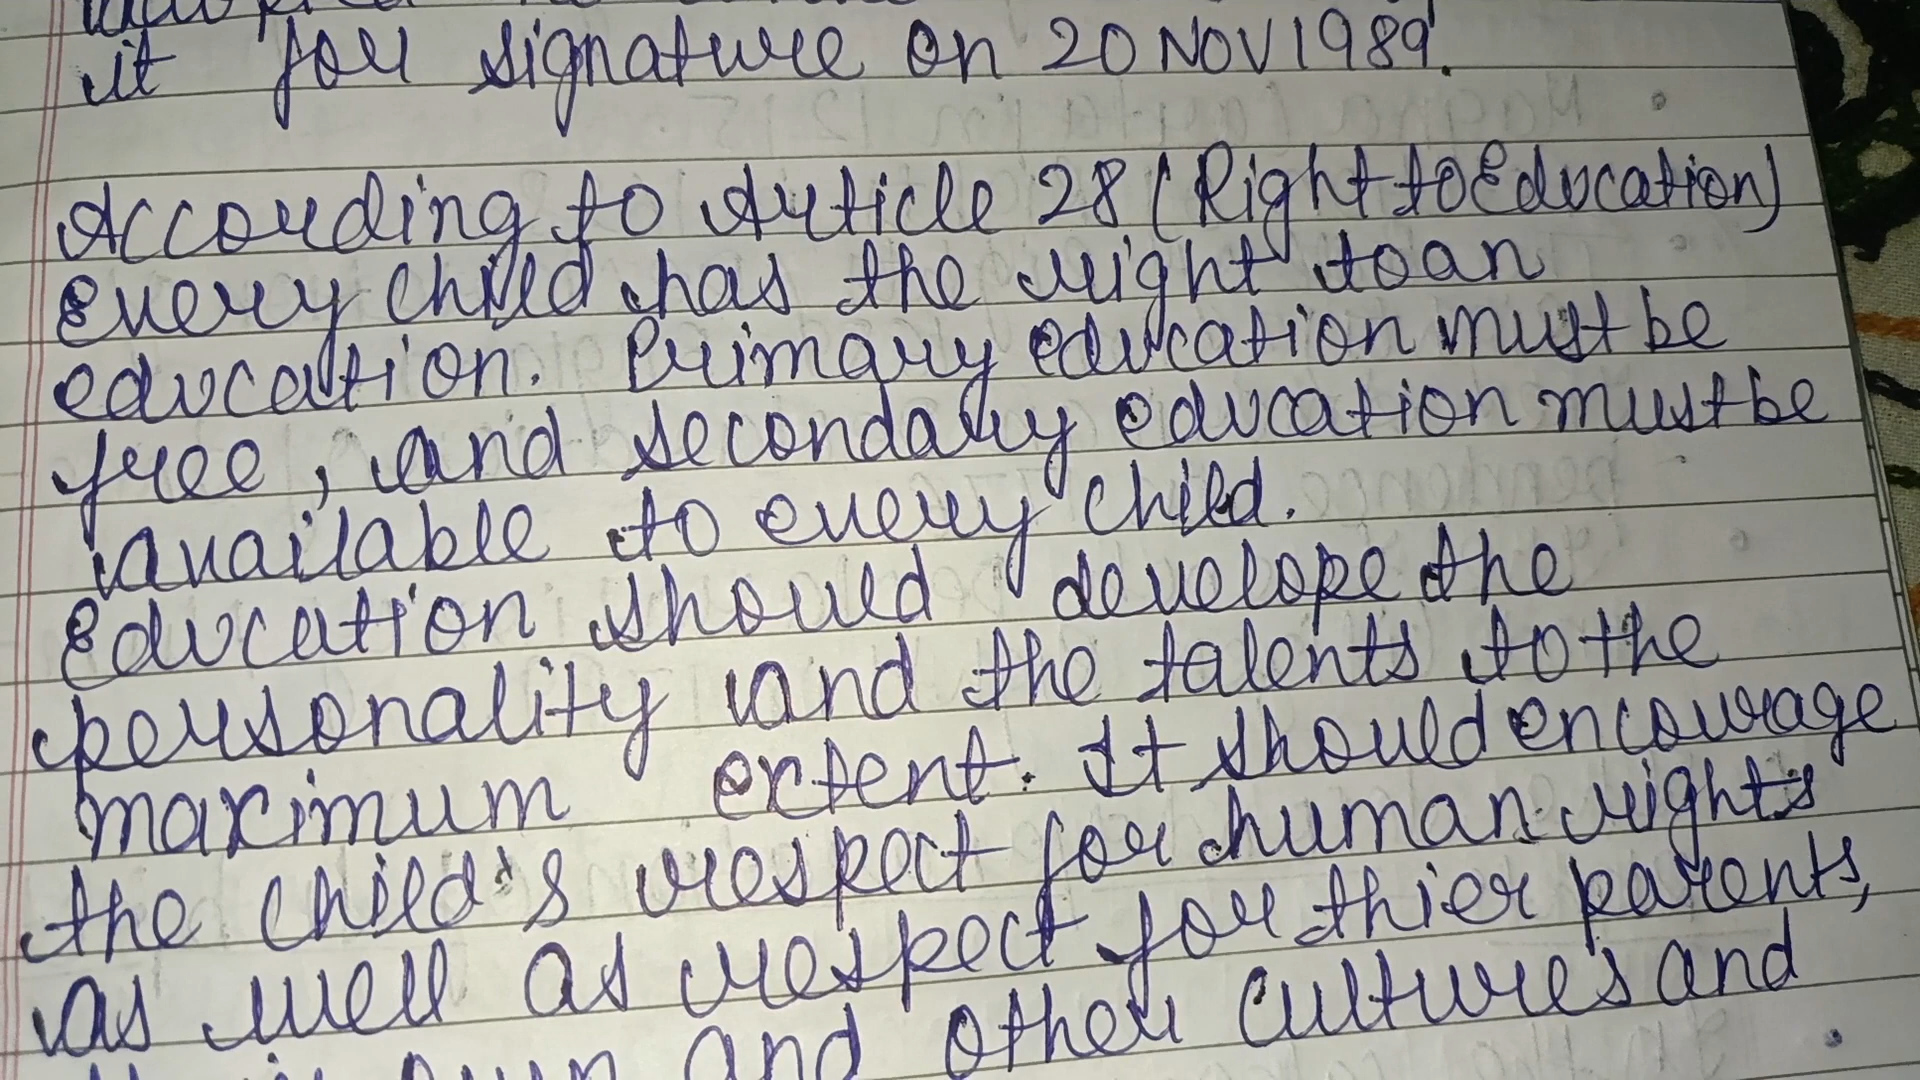 it for signature on 20 NOV 1989.
According to Article 28 (Right to Education)
every child has the right to an
education. Primary education must be
free, and secondary education must be
available to every child.
Education should develope the
personality and the talents to the
maximum extent. It should encourage
the child's respect for human rights
as well as respect for thier parents,
own and other cultures and